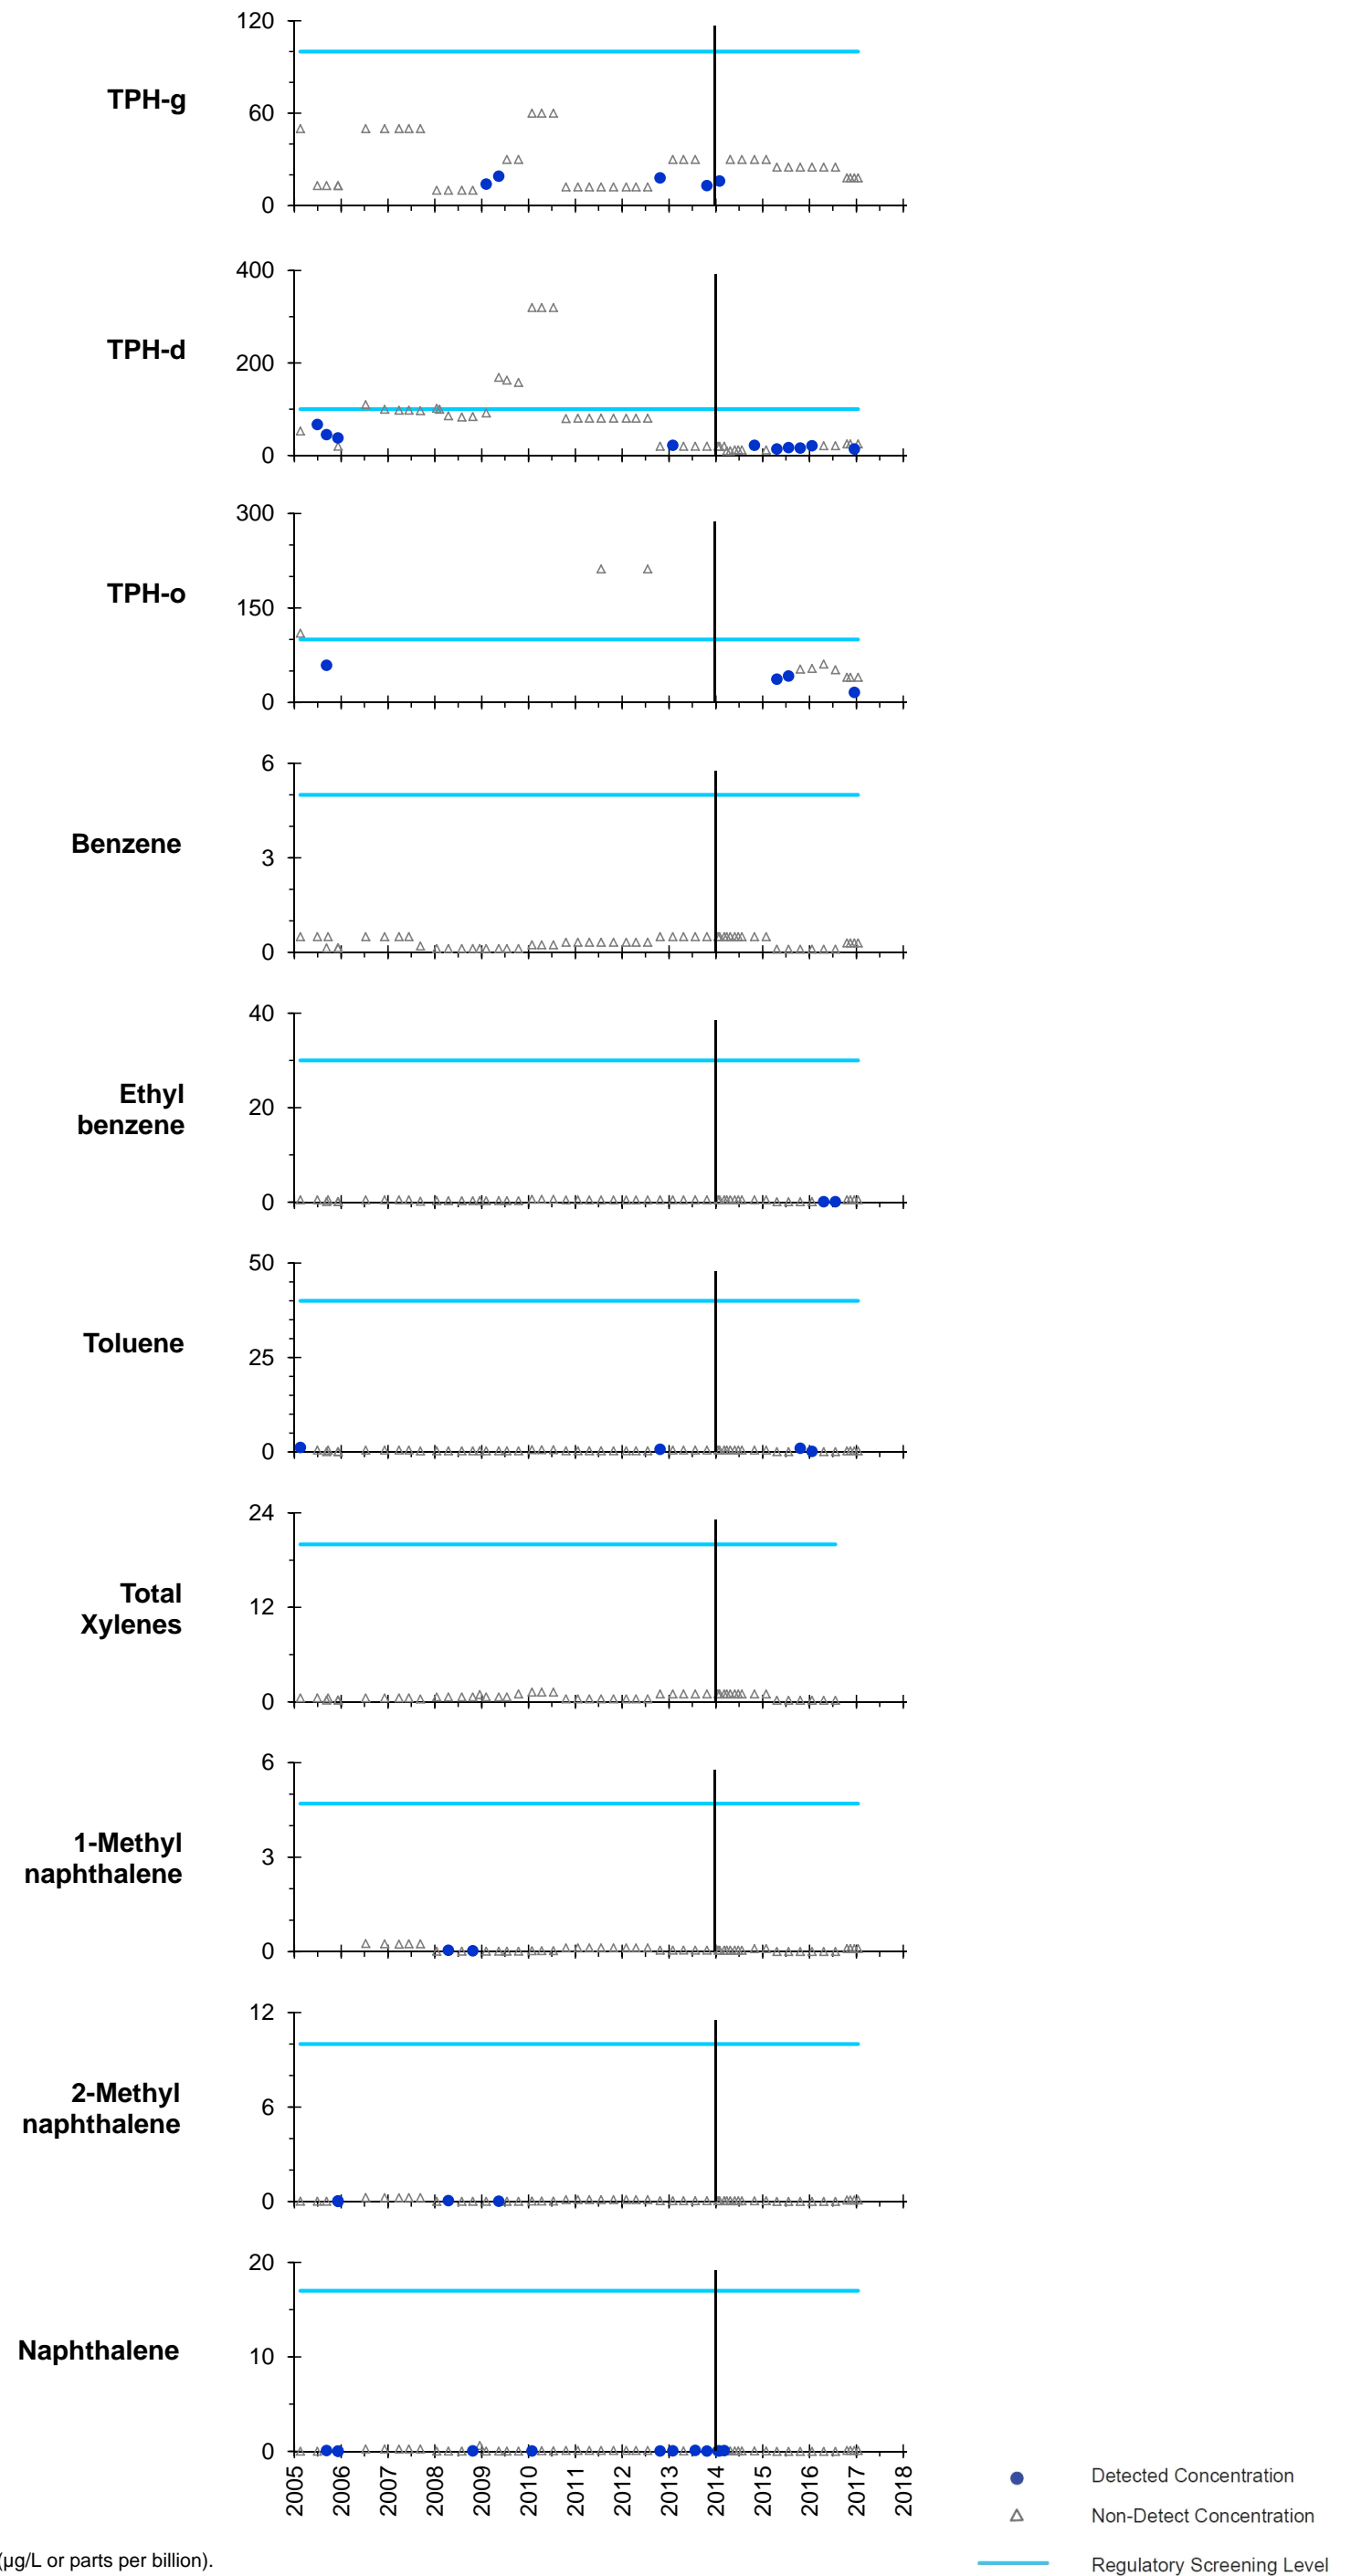 120
TPH-g
60
0
400
TPH-d
200
0
300
TPH-o
150
0
6
Benzene
3
0
40
Ethyl
benzene
20
0
50
Toluene
25
0
24
Total
Xylenes
12
0
6
1-Methyl
naphthalene
3
0
12
2-Methyl
naphthalene
6
0
20
Naphthalene
10
0
2005 2006 2007 2008 2009 2010 2011 2012 2013 2014 2015 2016 2017 2018
Detected Concentration
Non-Detect Concentration
Regulatory Screening Level
(µg/L or parts per billion).